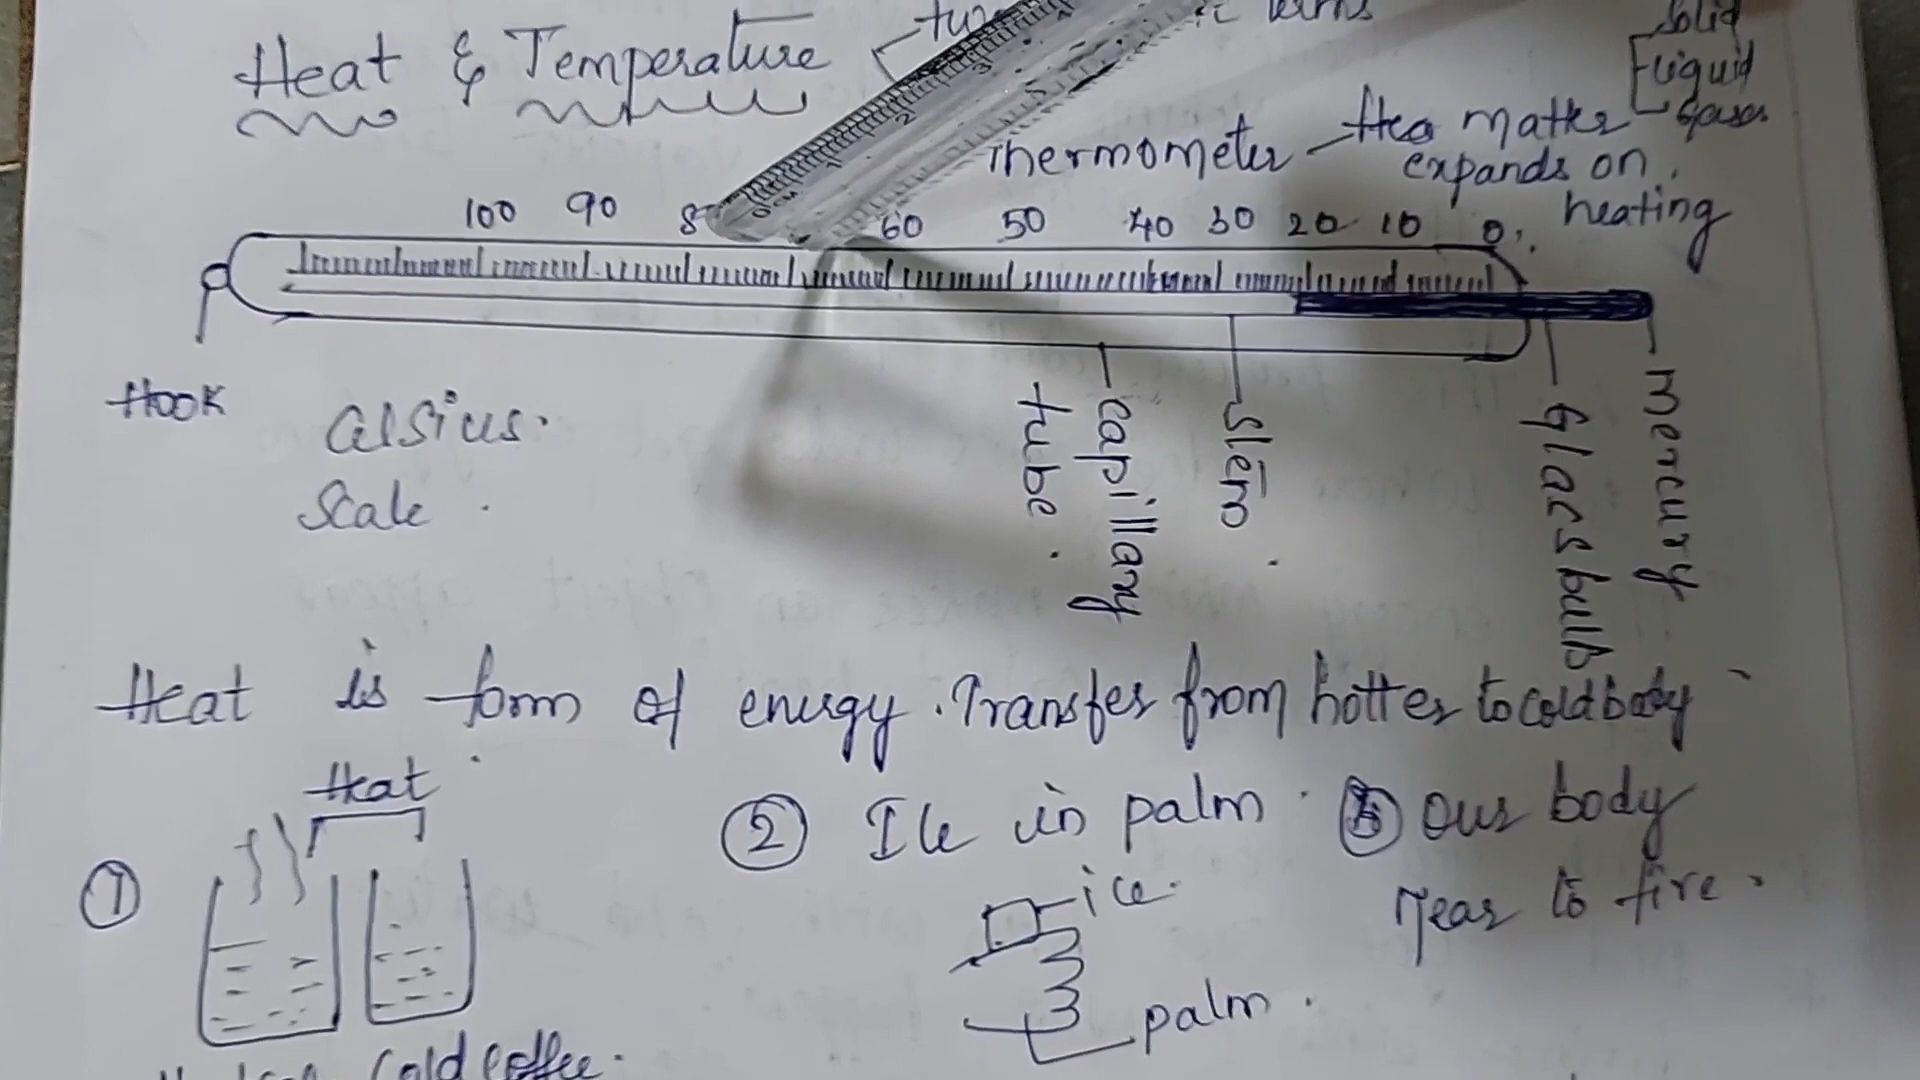 Heat & Temperature
Solid
Liquid
Gases
Thermometer matter
expands on
heating
100 90 60 50 40 30 20 10 0
Hook
Celsius
Scale
capillary
tube
stem
Glass bulb
Mercury
Heat is form of energy. Transfer from hotter to cold body
Heat
① ② Ice in palm. ③ Our body
near to fire.
ice
palm.
Cold coffee.